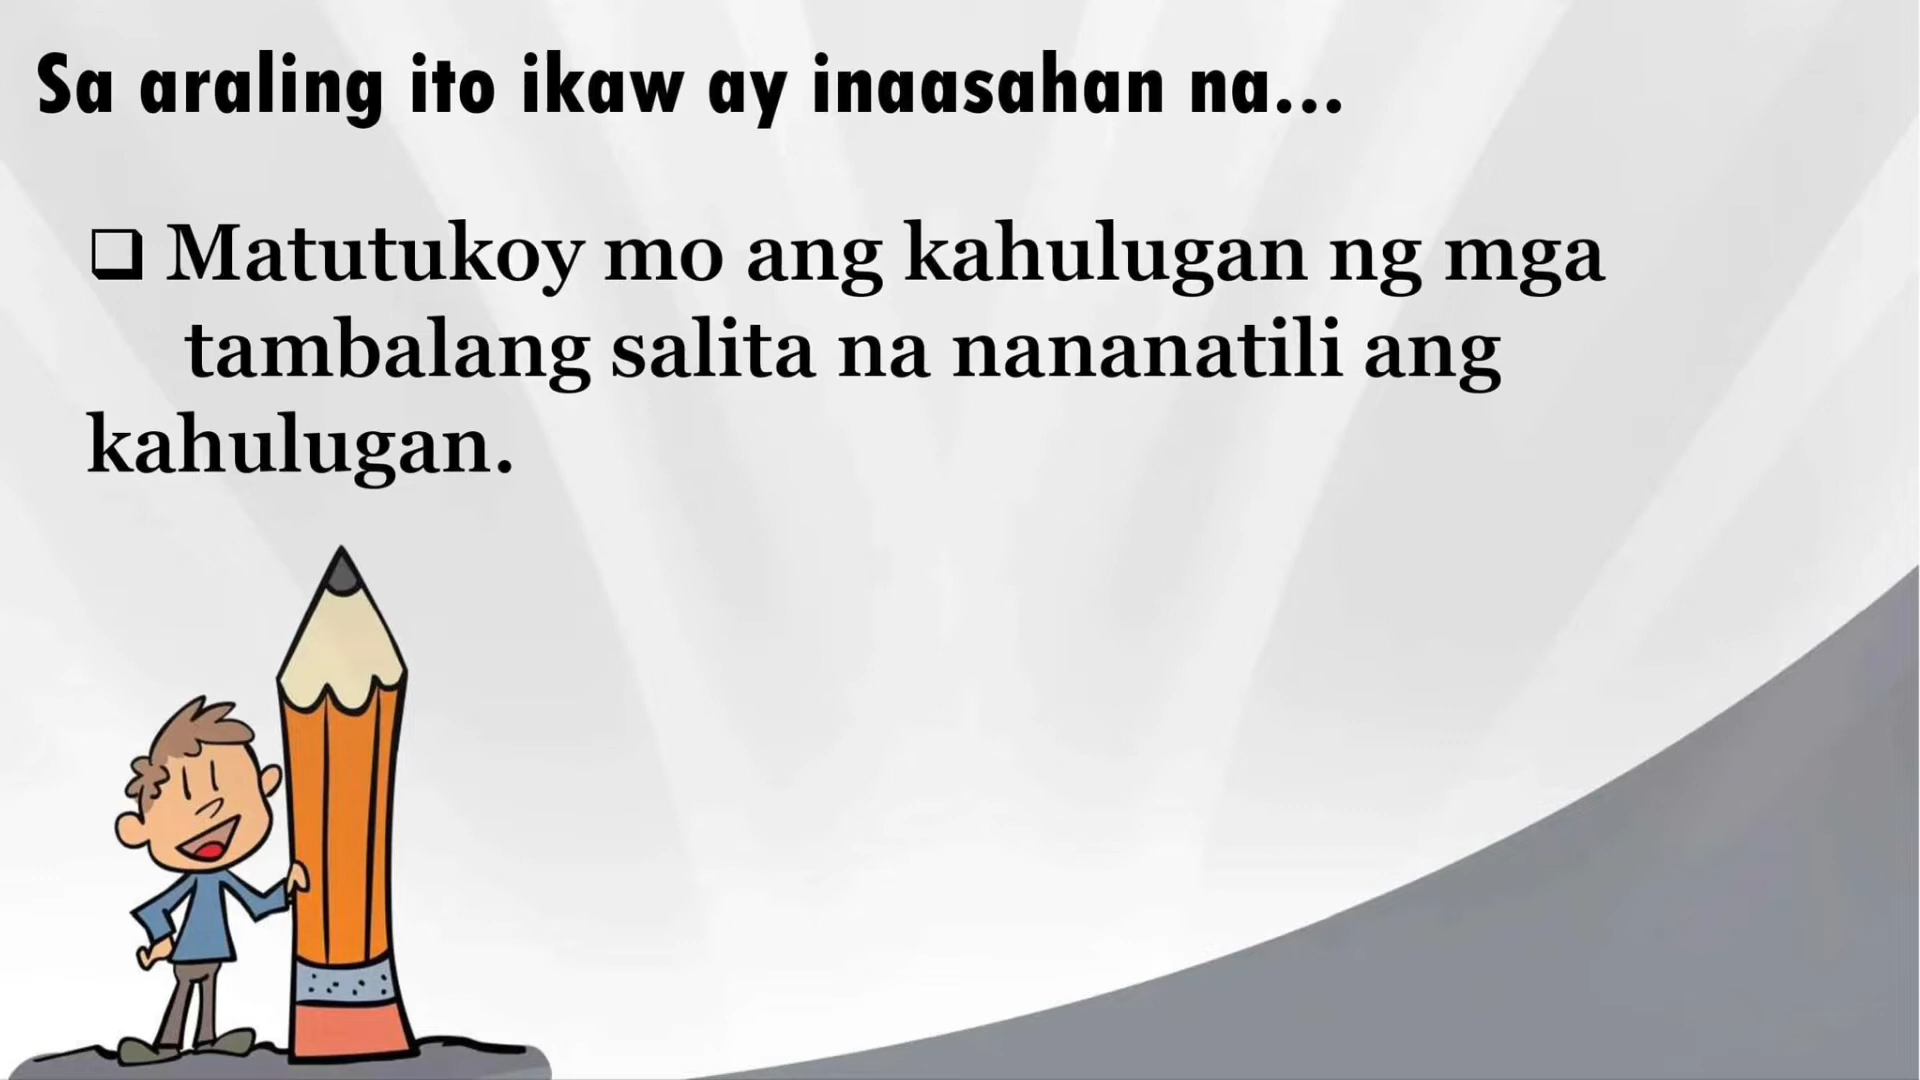 Sa araling ito ikaw ay inaasahan na...
❑ Matutukoy mo ang kahulugan ng mga
tambalang salita na nananatili ang
kahulugan.